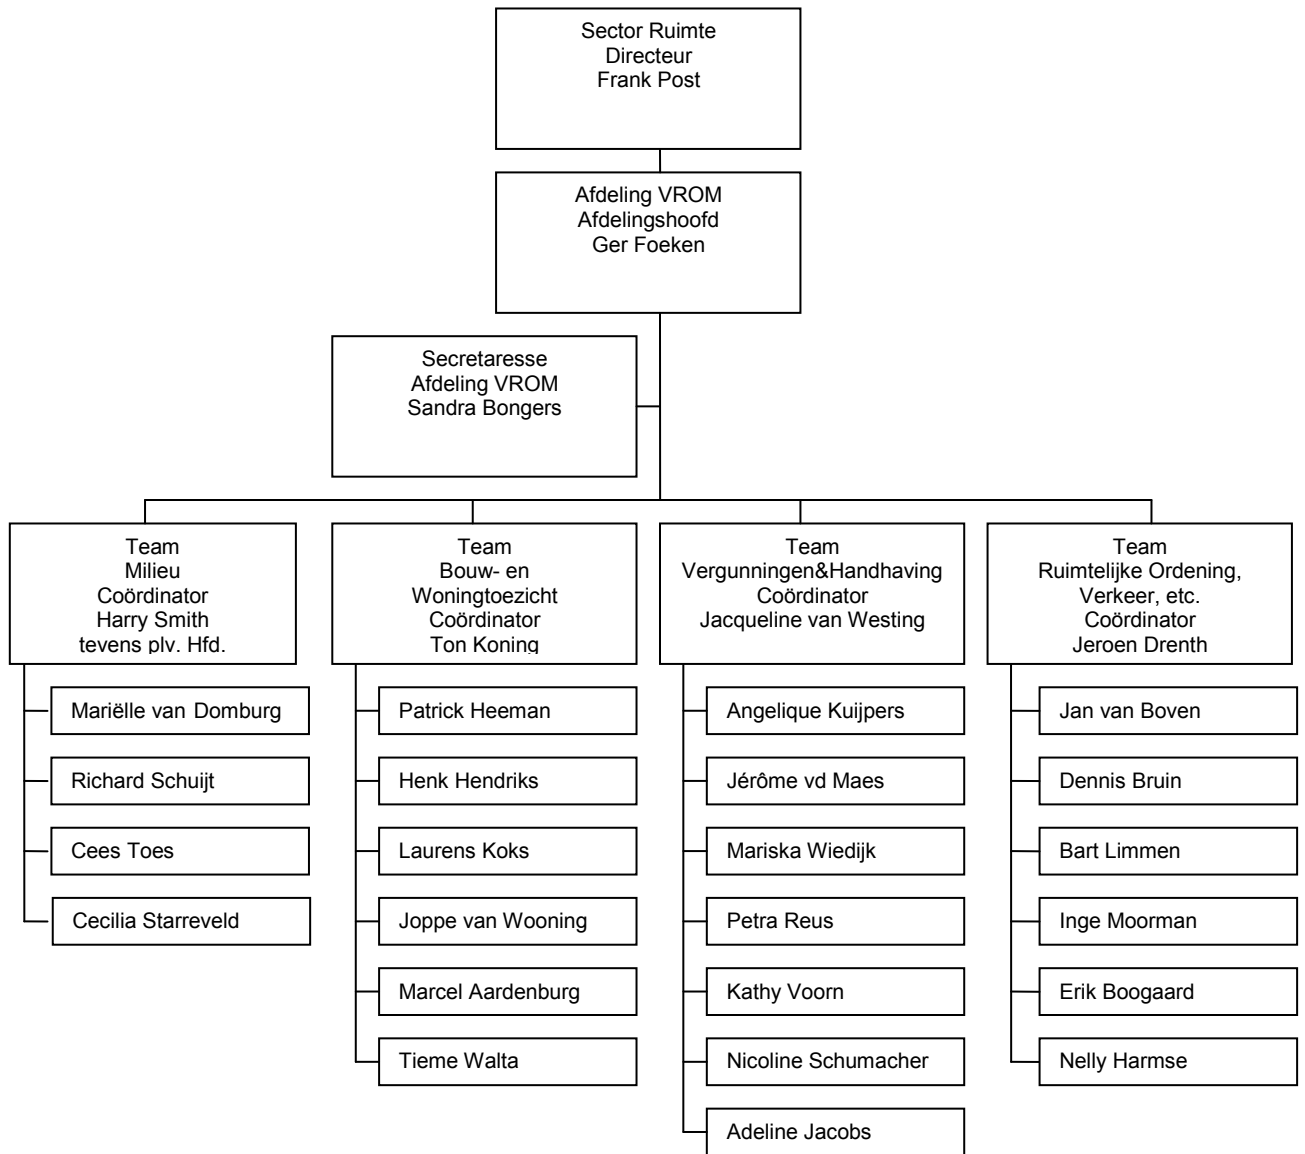 Sector Ruimte
Directeur
Frank Post
Afdeling VROM
Afdelingshoofd
Ger Foeken
Secretaresse
Afdeling VROM
Sandra Bongers
Team
Milieu
Coördinator
Harry Smith
tevens plv. Hfd.
Mariëlle van Domburg
Richard Schuijt
Cees Toes
Cecilia Starreveld
Team
Bouw- en
Woningtoezicht
Coördinator
Ton Koning
Patrick Heeman
Henk Hendriks
Laurens Koks
Joppe van Wooning
Marcel Aardenburg
Tieme Walta
Team
Vergunningen&Handhaving
Coördinator
Jacqueline van Westing
Angelique Kuijpers
Jérôme vd Maes
Mariska Wiedijk
Petra Reus
Kathy Voorn
Nicoline Schumacher
Adeline Jacobs
Team
Ruimtelijke Ordening,
Verkeer, etc.
Coördinator
Jeroen Drenth
Jan van Boven
Dennis Bruin
Bart Limmen
Inge Moorman
Erik Boogaard
Nelly Harmse